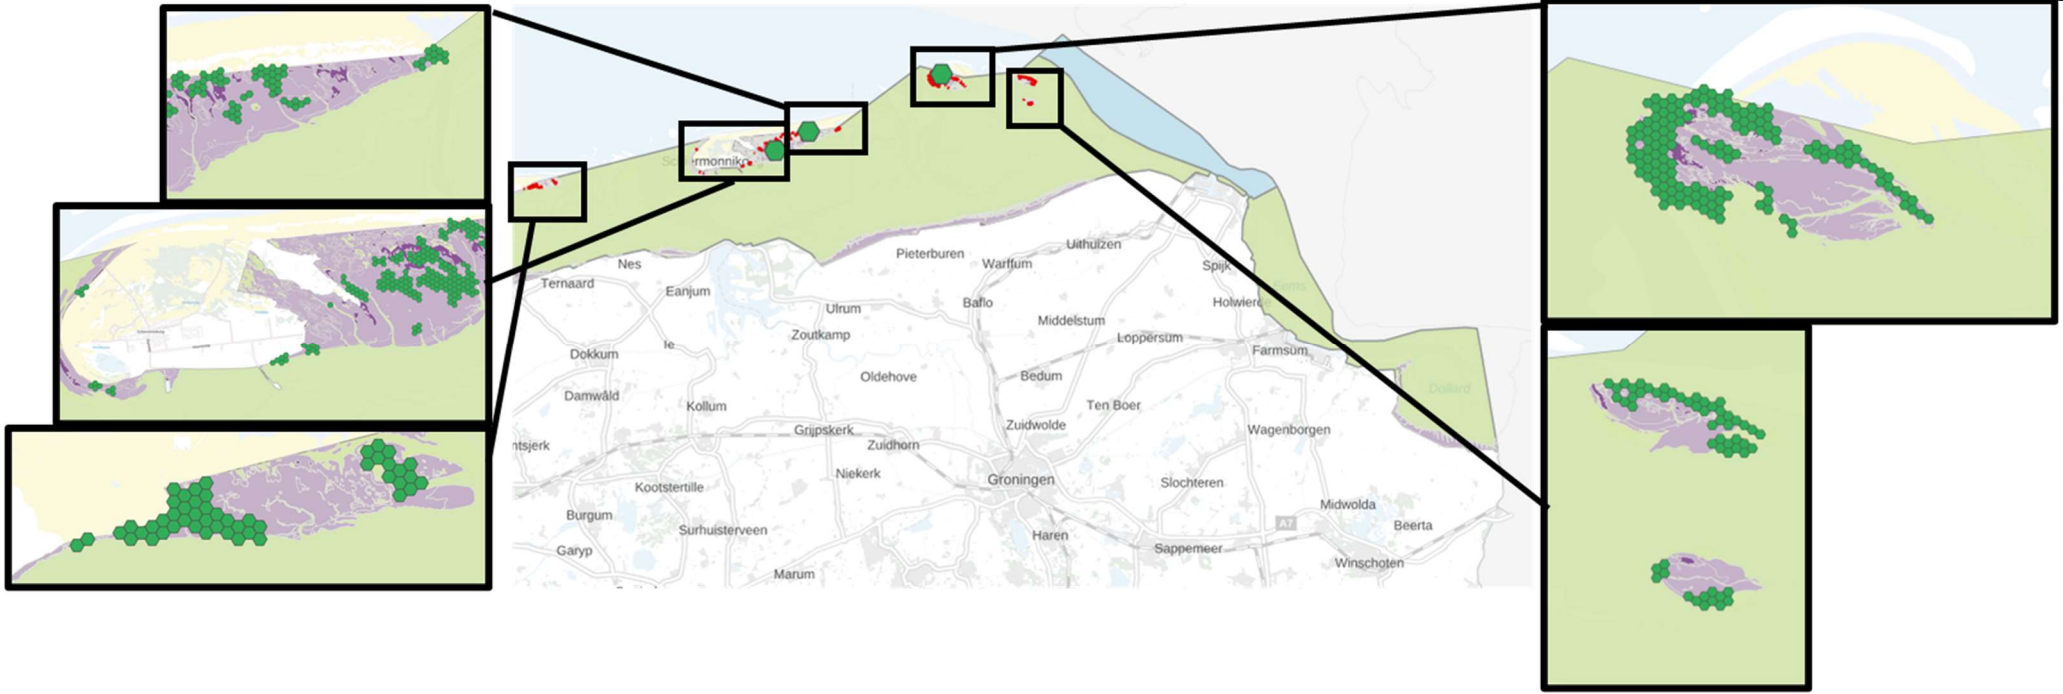 rmonniko
Nes
Ternaard
Eanjum
Pieterburen
Uithuizen
Warffum
Spijk
Eems
Baflo
Holwierde
Ulrum
Zoutkamp
Middelstum
Loppersum
Farmsum
Dokkum
Ie
Oldehove
Bedum
Dollard
Damwâld
Kollum
Ten Boer
Grijpskerk
Zuidwolde
Wagenborgen
ntsjerk
Zuidhorn
Niekerk
Groningen
Slochteren
Kootstertille
Midwolda
Burgum
Surhuisterveen
A7
Beerta
Haren
Garyp
Sappemeer
Winschoten
Marum